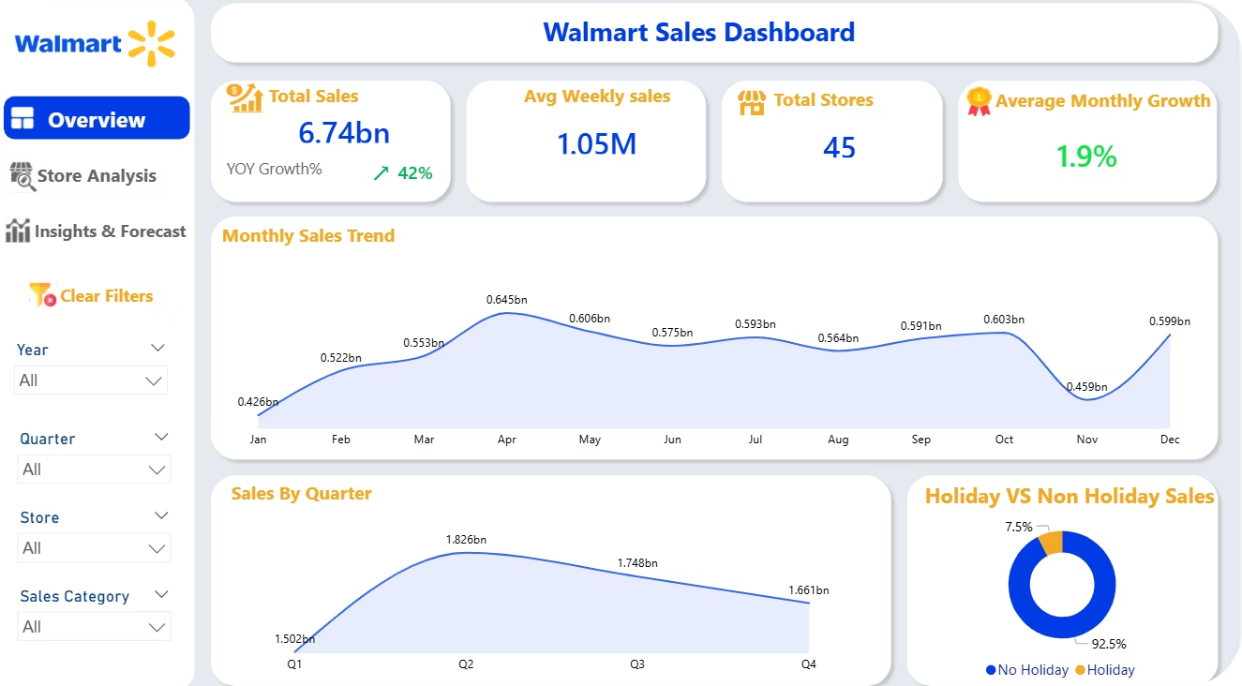 Walmart
Overview
Store Analysis
Insights & Forecast
Clear Filters
Year
All
Quarter
All
Store
All
Sales Category
All
Walmart Sales Dashboard
Total Sales
6.74bn
YOY Growth%
42%
Avg Weekly sales
1.05M
Total Stores
45
Average Monthly Growth
1.9%
Monthly Sales Trend
0.426bn
0.522bn
0.553bn
0.645bn
0.606bn
0.575bn
0.593bn
0.564bn
0.591bn
0.603bn
0.459bn
0.599bn
Jan Feb Mar Apr May Jun Jul Aug Sep Oct Nov Dec
Sales By Quarter
1.502bn
1.826bn
1.748bn
1.661bn
Q1 Q2 Q3 Q4
Holiday VS Non Holiday Sales
7.5%
92.5%
No Holiday Holiday